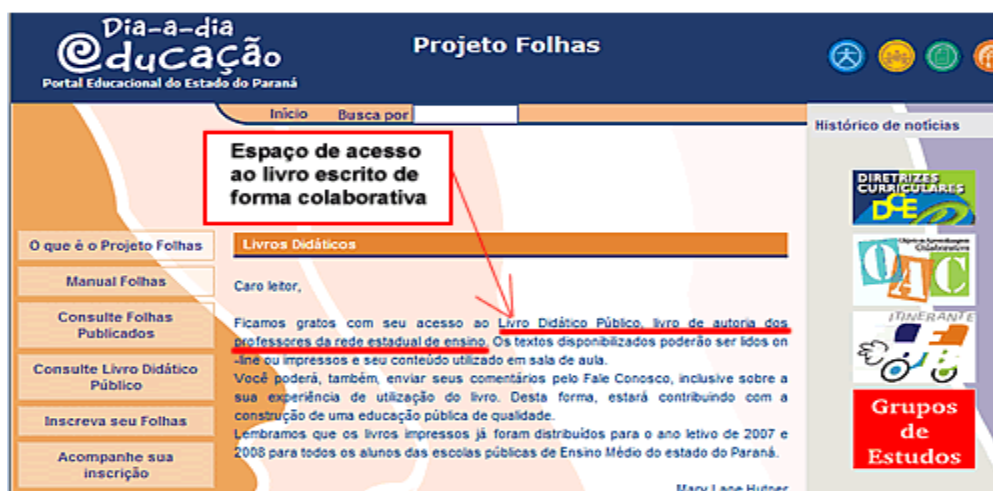 Dia-a-dia
educação
Portal Educacional do Estado do Paraná
Projeto Folhas
Início Busca por
Histórico de notícias
Espaço de acesso
ao livro escrito de
forma colaborativa
O que é o Projeto Folhas
Manual Folhas
Consulte Folhas
Publicados
Consulte Livro Didático
Público
Inscreva seu Folhas
Acompanhe sua
inscrição
Livros Didáticos
Caro leitor,
Ficamos gratos com seu acesso ao Livro Didático Público, livro de autoria dos
professores da rede estadual de ensino. Os textos disponibilizados poderão ser lidos on
-line ou impressos e seu conteúdo utilizado em sala de aula.
Você poderá, também, enviar seus comentários pelo Fale Conosco, inclusive sobre a
sua experiência de utilização do livro. Desta forma, estará contribuindo com a
construção de uma educação pública de qualidade.
Lembramos que os livros impressos já foram distribuídos para o ano letivo de 2007 e
2008 para todos os alunos das escolas públicas de Ensino Médio do estado do Paraná.
Mary Lane Hutner
DIRETRIZES
CURRICULARES
DCE
OAC
ITINERANTE
Grupos
de
Estudos